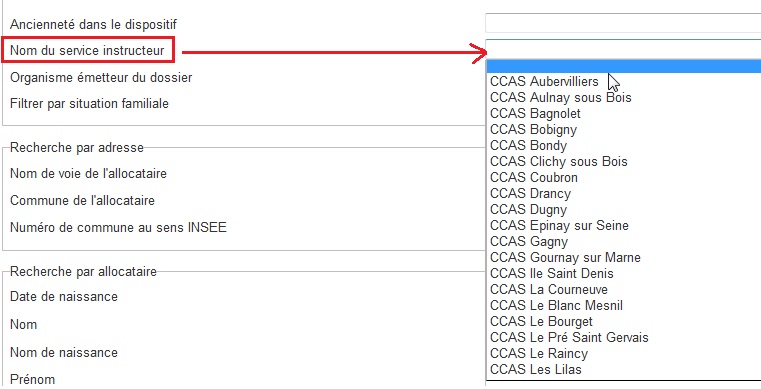 Ancienneté dans le dispositif
Nom du service instructeur
Organisme émetteur du dossier
Filtrer par situation familiale
CCAS Aubervilliers
CCAS Aulnay sous Bois
CCAS Bagnolet
CCAS Bobigny
CCAS Bondy
CCAS Clichy sous Bois
CCAS Coubron
CCAS Drancy
CCAS Dugny
CCAS Epinay sur Seine
CCAS Gagny
CCAS Gournay sur Marne
CCAS Ile Saint Denis
CCAS La Courneuve
CCAS Le Blanc Mesnil
CCAS Le Bourget
CCAS Le Pré Saint Gervais
CCAS Le Raincy
CCAS Les Lilas
Recherche par adresse
Nom de voie de l'allocataire
Commune de l'allocataire
Numéro de commune au sens INSEE
Recherche par allocataire
Date de naissance
Nom
Nom de naissance
Prénom